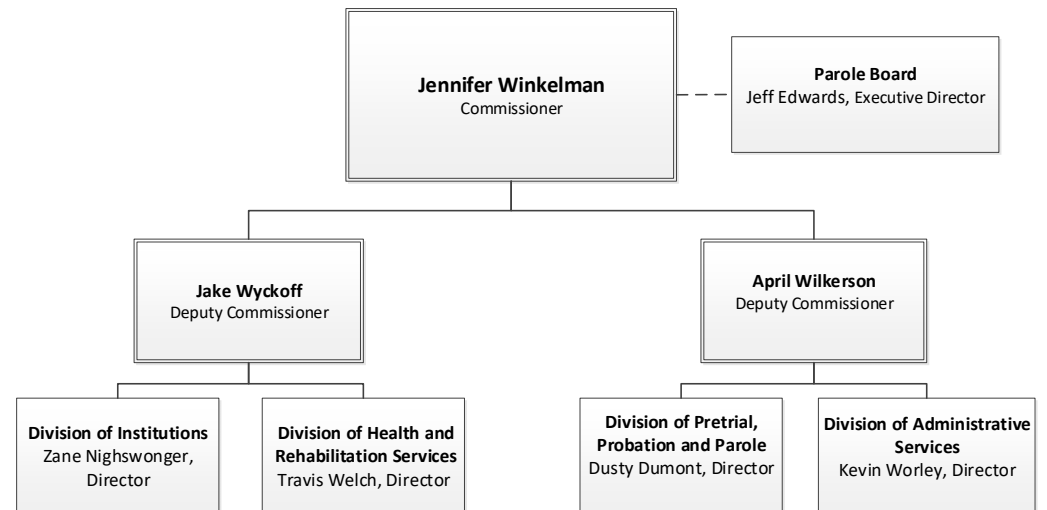 Jennifer Winkelman
Commissioner
Parole Board
Jeff Edwards, Executive Director
Jake Wyckoff
Deputy Commissioner
April Wilkerson
Deputy Commissioner
Division of Institutions
Zane Nighswonger,
Director
Division of Health and
Rehabilitation Services
Travis Welch, Director
Division of Pretrial,
Probation and Parole
Dusty Dumont, Director
Division of Administrative
Services
Kevin Worley, Director